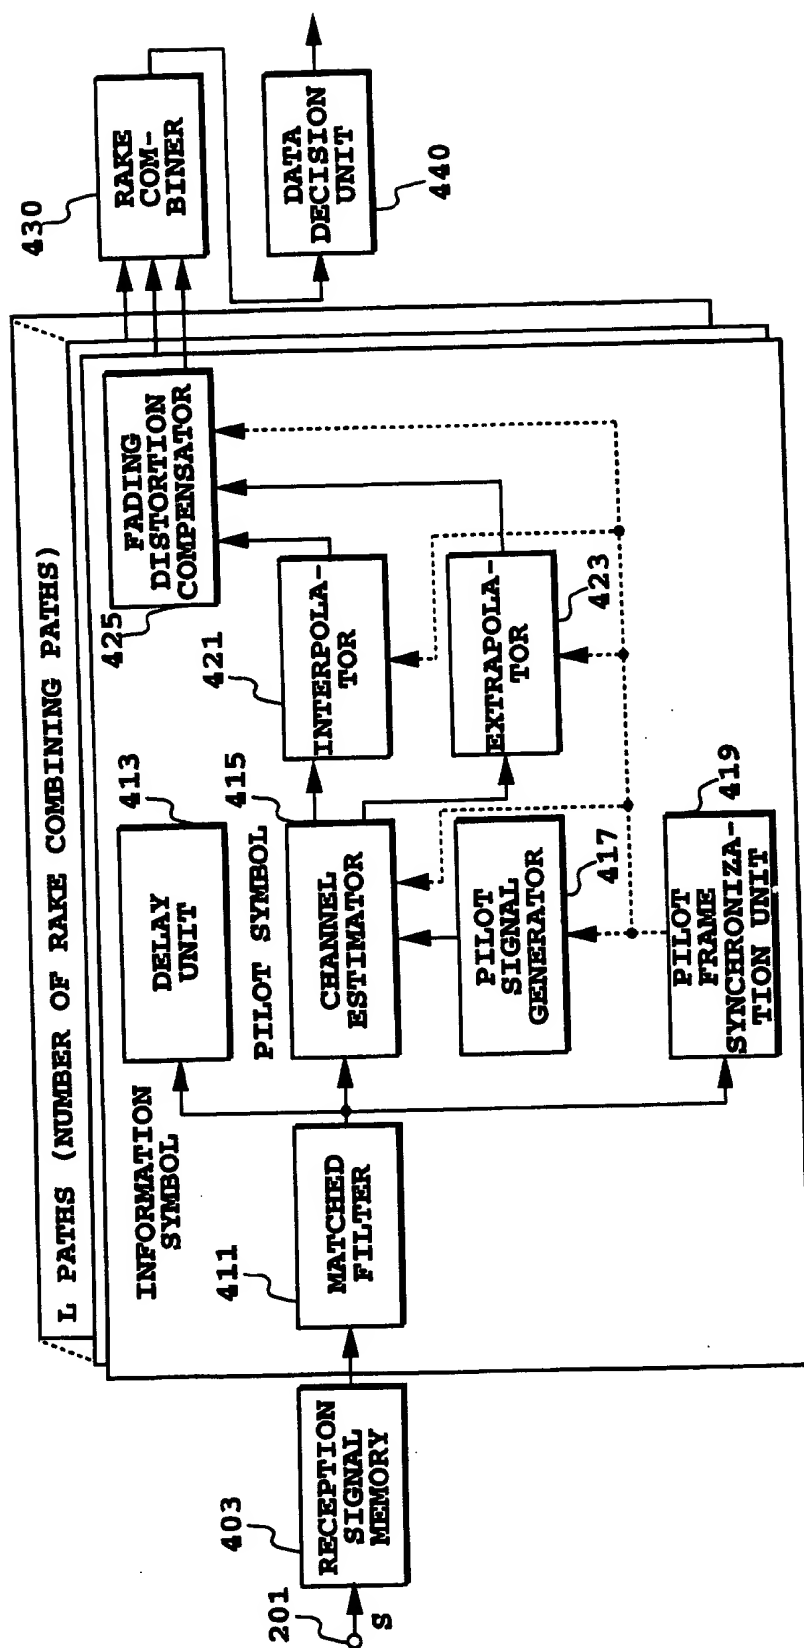 L PATHS (NUMBER OF RAKE COMBINING PATHS)
201
S
403
RECEPTION
SIGNAL
MEMORY
411
MATCHED
FILTER
INFORMATION
SYMBOL
413
DELAY
UNIT
PILOT SYMBOL
415
CHANNEL
ESTIMATOR
417
PILOT
SIGNAL
GENERATOR
419
PILOT
FRAME
SYNCHRONIZA-
TION UNIT
421
INTERPOLA-
TOR
423
EXTRAPOLA-
TOR
425
FADING
DISTORTION
COMPENSATOR
430
RAKE
COM-
BINER
DATA
DECISION
UNIT
440